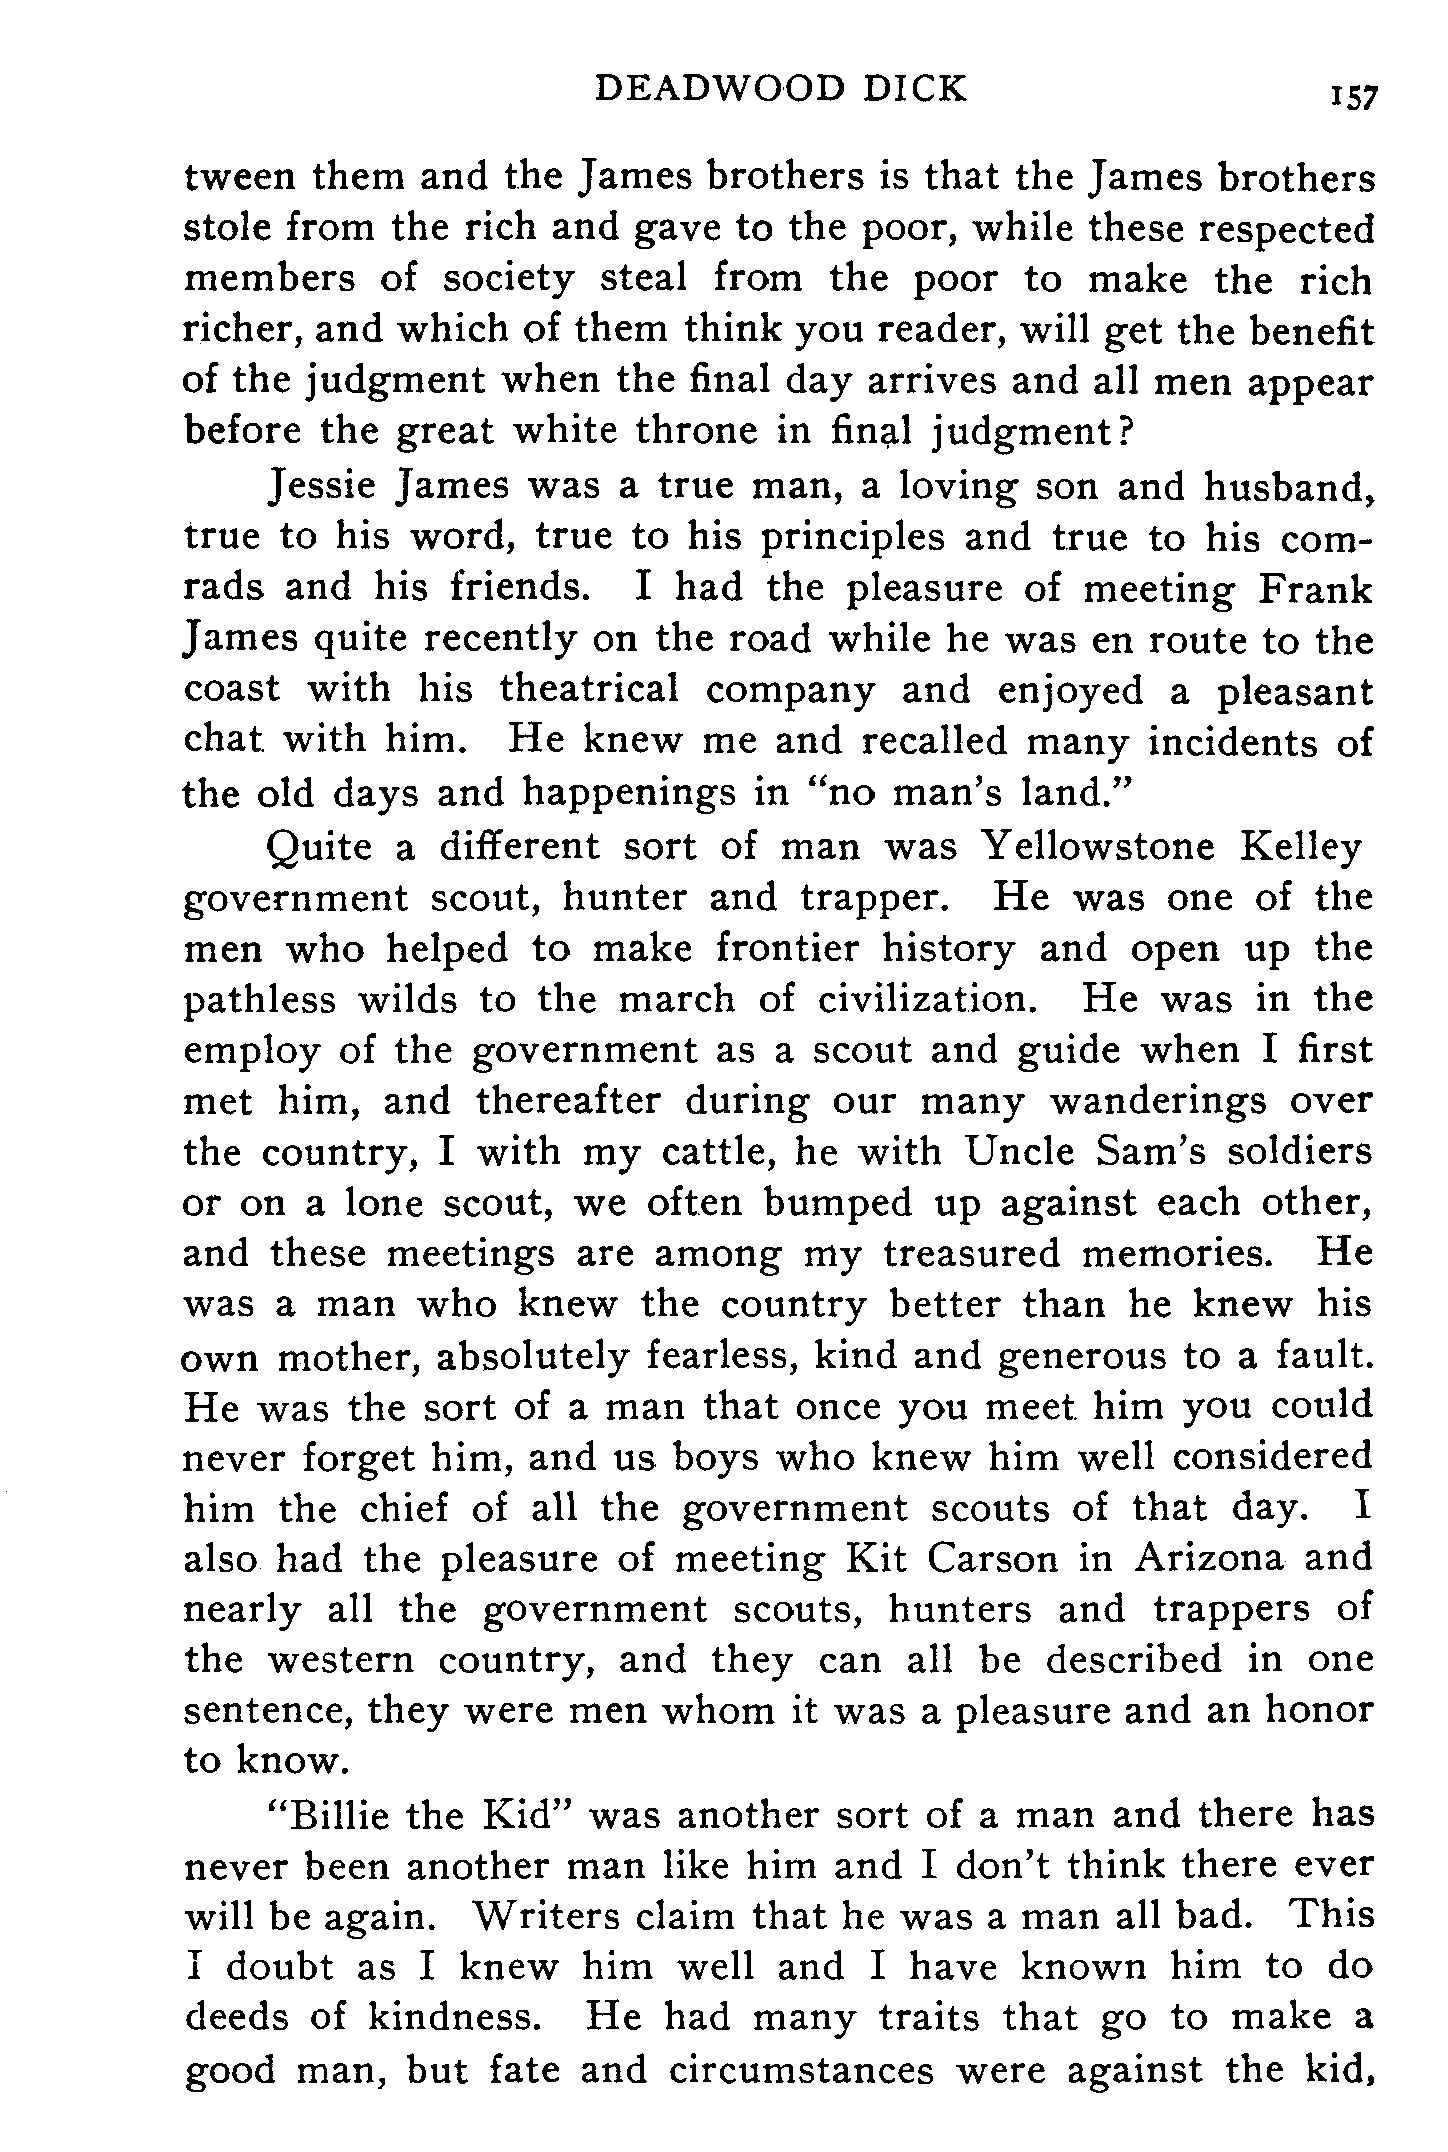 DEADWOOD DICK 157
tween them and the James brothers is that the James brothers
stole from the rich and gave to the poor, while these respected
members of society steal from the poor to make the rich
richer, and which of them think you reader, will get the benefit
of the judgment when the final day arrives and all men appear
before the great white throne in final judgment?
Jessie James was a true man, a loving son and husband,
true to his word, true to his principles and true to his com-
rads and his friends. I had the pleasure of meeting Frank
James quite recently on the road while he was en route to the
coast with his theatrical company and enjoyed a pleasant
chat with him. He knew me and recalled many incidents of
the old days and happenings in "no man's land."
Quite a different sort of man was Yellowstone Kelley
government scout, hunter and trapper. He was one of the
men who helped to make frontier history and open up the
pathless wilds to the march of civilization. He was in the
employ of the government as a scout and guide when I first
met him, and thereafter during our many wanderings over
the country, I with my cattle, he with Uncle Sam's soldiers
or on a lone scout, we often bumped up against each other,
and these meetings are among my treasured memories. He
was a man who knew the country better than he knew his
own mother, absolutely fearless, kind and generous to a fault.
He was the sort of a man that once you meet him you could
never forget him, and us boys who knew him well considered
him the chief of all the government scouts of that day. I
also had the pleasure of meeting Kit Carson in Arizona and
nearly all the government scouts, hunters and trappers of
the western country, and they can all be described in one
sentence, they were men whom it was a pleasure and an honor
to know.
"Billie the Kid" was another sort of a man and there has
never been another man like him and I don't think there ever
will be again. Writers claim that he was a man all bad. This
I doubt as I knew him well and I have known him to do
deeds of kindness. He had many traits that go to make a
good man, but fate and circumstances were against the kid,